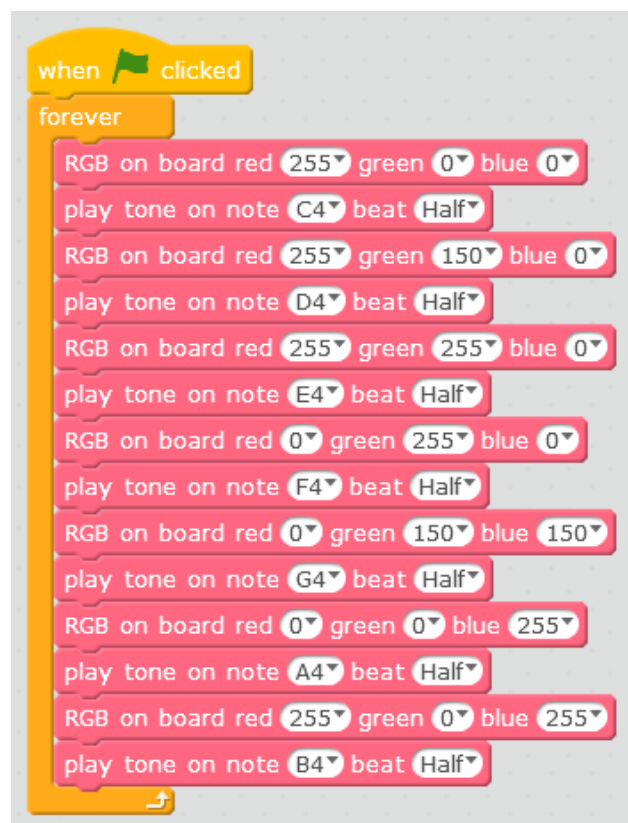 when clicked
forever
RGB on board red 255 green 0 blue 0
play tone on note C4 beat Half
RGB on board red 255 green 150 blue 0
play tone on note D4 beat Half
RGB on board red 255 green 255 blue 0
play tone on note E4 beat Half
RGB on board red 0 green 255 blue 0
play tone on note F4 beat Half
RGB on board red 0 green 150 blue 150
play tone on note G4 beat Half
RGB on board red 0 green 0 blue 255
play tone on note A4 beat Half
RGB on board red 255 green 0 blue 255
play tone on note B4 beat Half